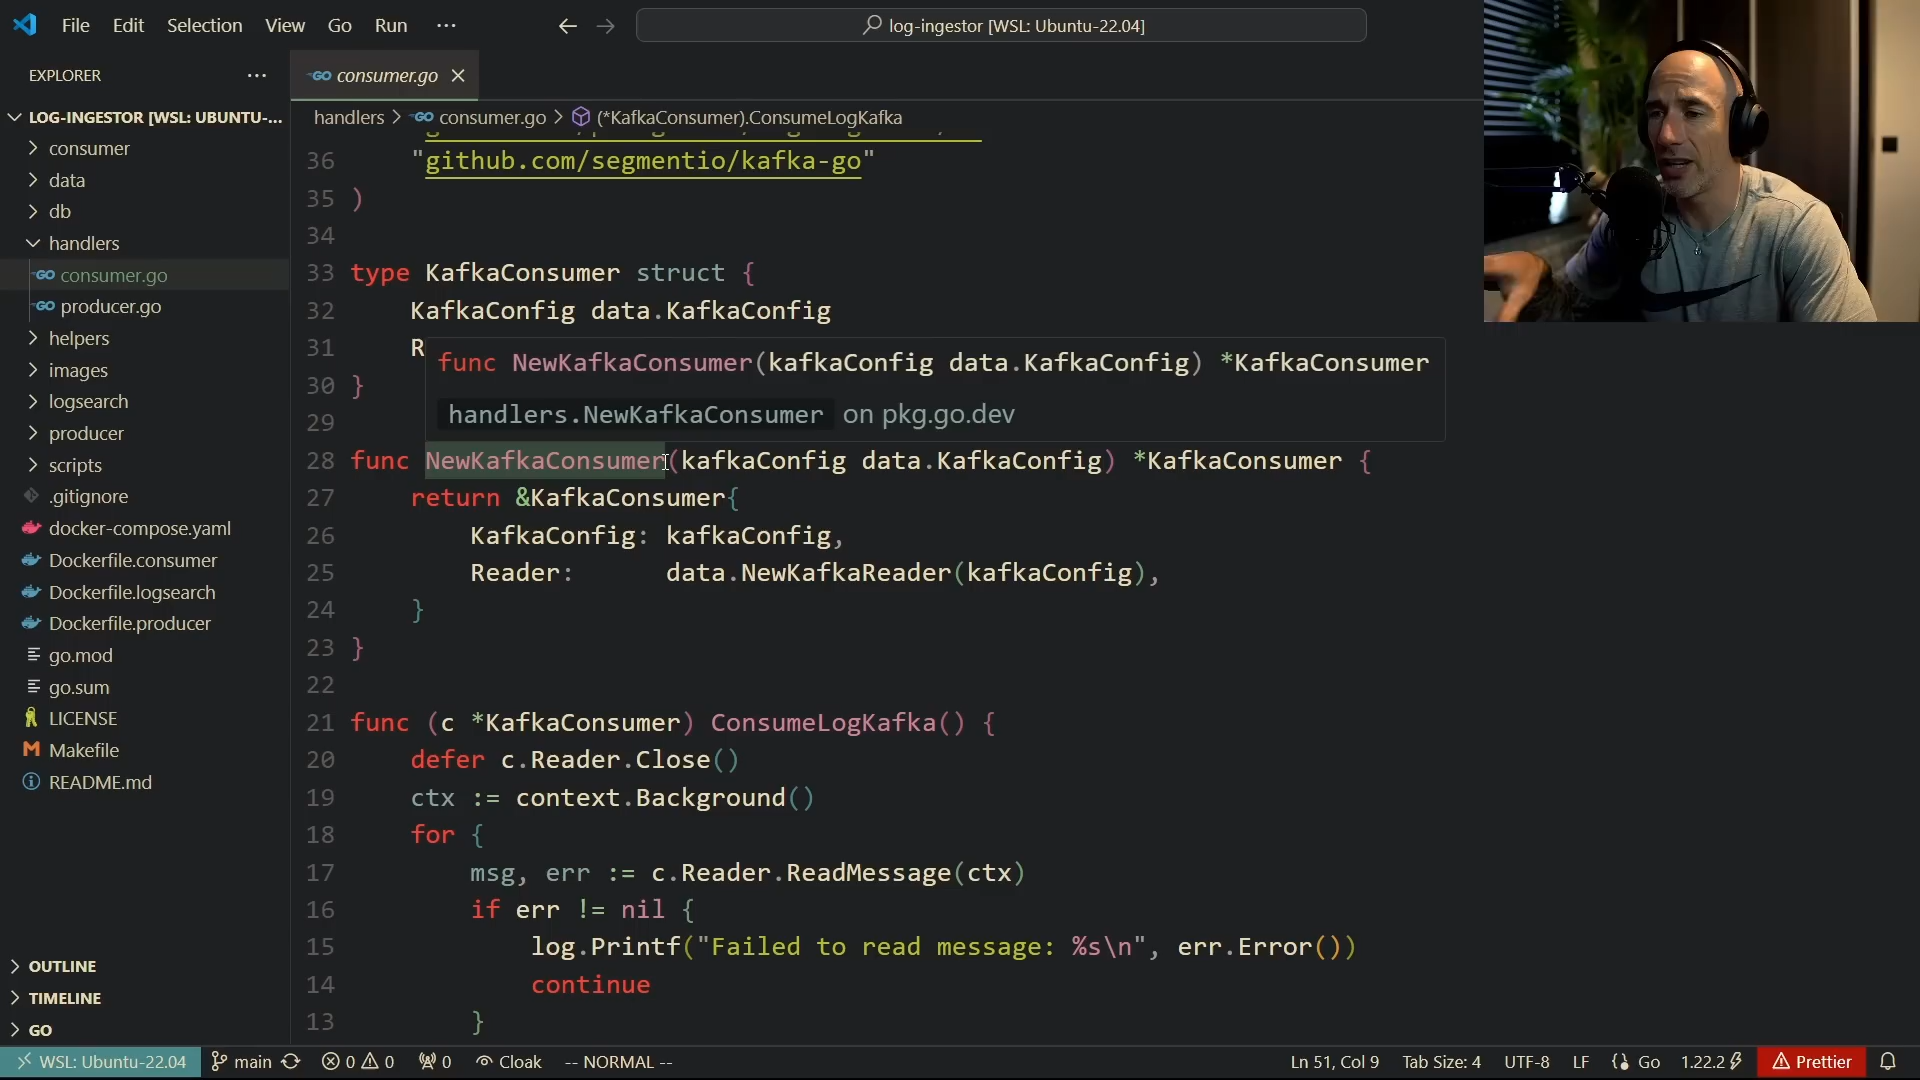 File Edit Selection View Go Run ···
log-ingestor [WSL: Ubuntu-22.04]
EXPLORER
LOG-INGESTOR [WSL: UBUNTU-...
consumer
data
db
handlers
consumer.go
producer.go
helpers
images
logsearch
producer
scripts
.gitignore
docker-compose.yaml
Dockerfile.consumer
Dockerfile.logsearch
Dockerfile.producer
go.mod
go.sum
LICENSE
Makefile
README.md
OUTLINE
TIMELINE
GO
consumer.go
handlers > consumer.go > (*KafkaConsumer).ConsumeLogKafka
36 "github.com/segmentio/kafka-go"
35 )
34
33 type KafkaConsumer struct {
32 KafkaConfig data.KafkaConfig
31 R
func NewKafkaConsumer(kafkaConfig data.KafkaConfig) *KafkaConsumer
handlers.NewKafkaConsumer on pkg.go.dev
30 }
29
28 func NewKafkaConsumer(kafkaConfig data.KafkaConfig) *KafkaConsumer {
27 return &KafkaConsumer{
26 KafkaConfig: kafkaConfig,
25 Reader: data.NewKafkaReader(kafkaConfig),
24 }
23 }
22
21 func (c *KafkaConsumer) ConsumeLogKafka() {
20 defer c.Reader.Close()
19 ctx := context.Background()
18 for {
17 msg, err := c.Reader.ReadMessage(ctx)
16 if err != nil {
15 log.Printf("Failed to read message: %s\n", err.Error())
14 continue
13 }
WSL: Ubuntu-22.04 main 0 0 0 Cloak -- NORMAL -- Ln 51, Col 9 Tab Size: 4 UTF-8 LF Go 1.22.2 Prettier